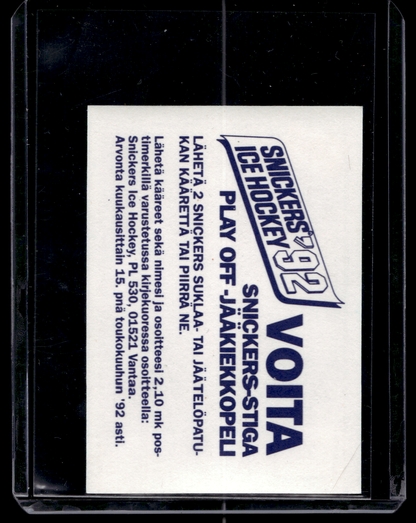 SNICKERS '92
ICE HOCKEY
VOITA
SNICKERS-STIGA
PLAY OFF -JÄÄKIEKKOPELI
LÄHETÄ 2 SNICKERS SUKLAA- TAI JÄÄTELÖPATU-
KAN KÄÄRETTÄ TAI PIIRRÄ NE.
Lähetä kääreet sekä nimesi ja osoitteesi 2,10 mk pos-
timerkillä varustetussa kirjekuoressa osoitteella:
Snickers Ice Hockey, PL 530, 01521 Vantaa.
Arvonta kuukausittain 15. pnä toukokuuhun '92 asti.